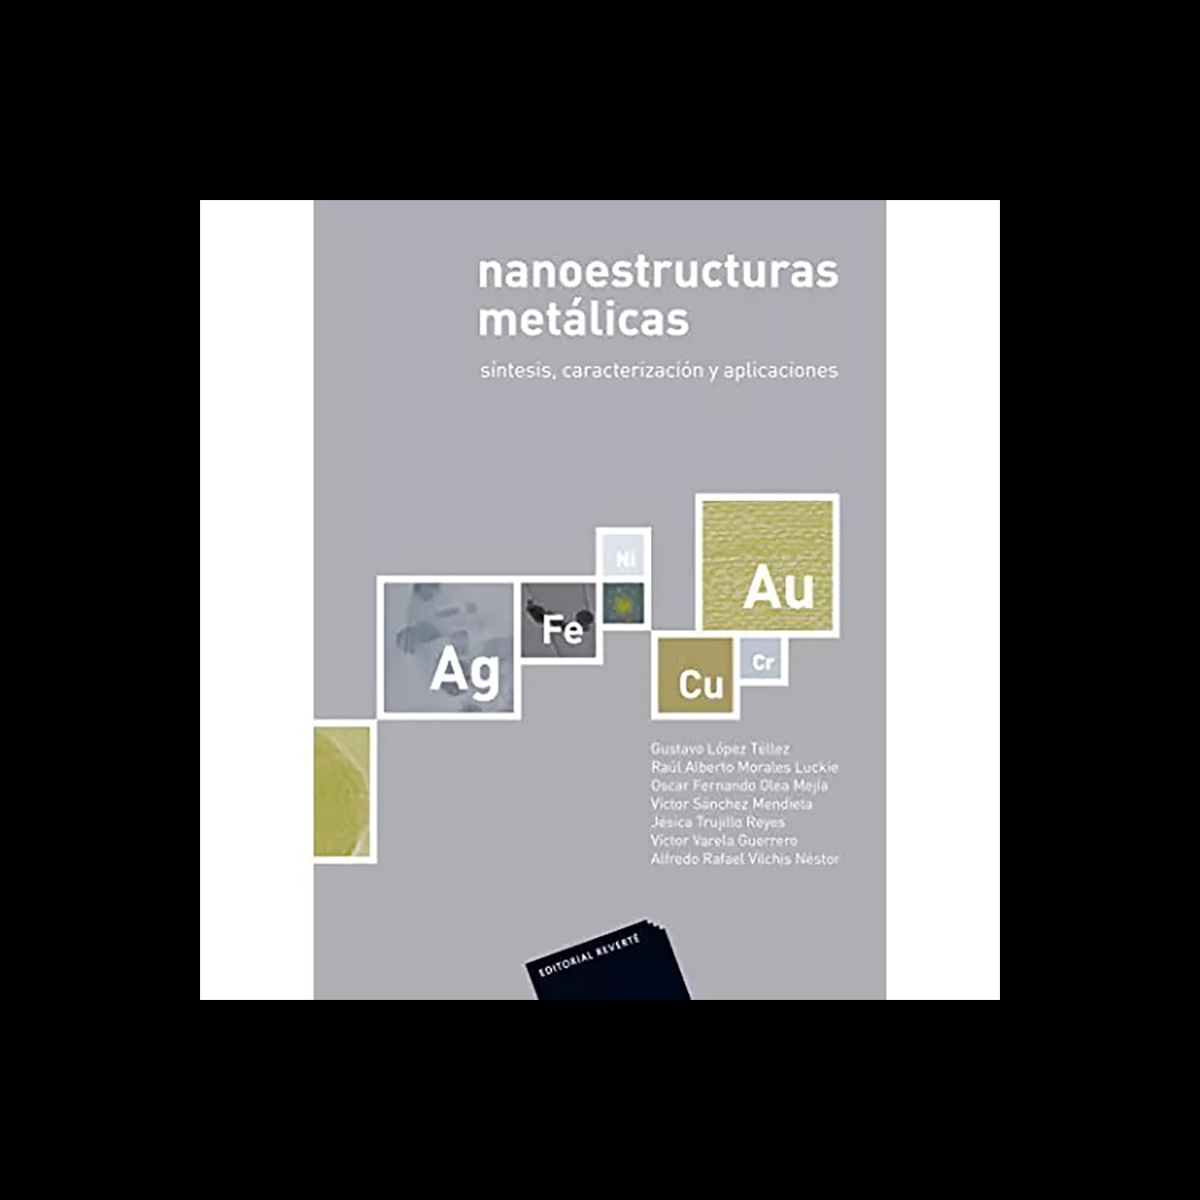 nanoestructuras
metálicas
síntesis, caracterización y aplicaciones
Ni
Au
Fe
Ag
Cr
Cu
Gustavo López Téllez
Raúl Alberto Morales Luckie
Oscar Fernando Olea Mejía
Víctor Sánchez Mendieta
Jesica Trujillo Reyes
Víctor Varela Guerrero
Alfredo Rafael Vilchis Néstor
EDITORIAL REVERTÉ